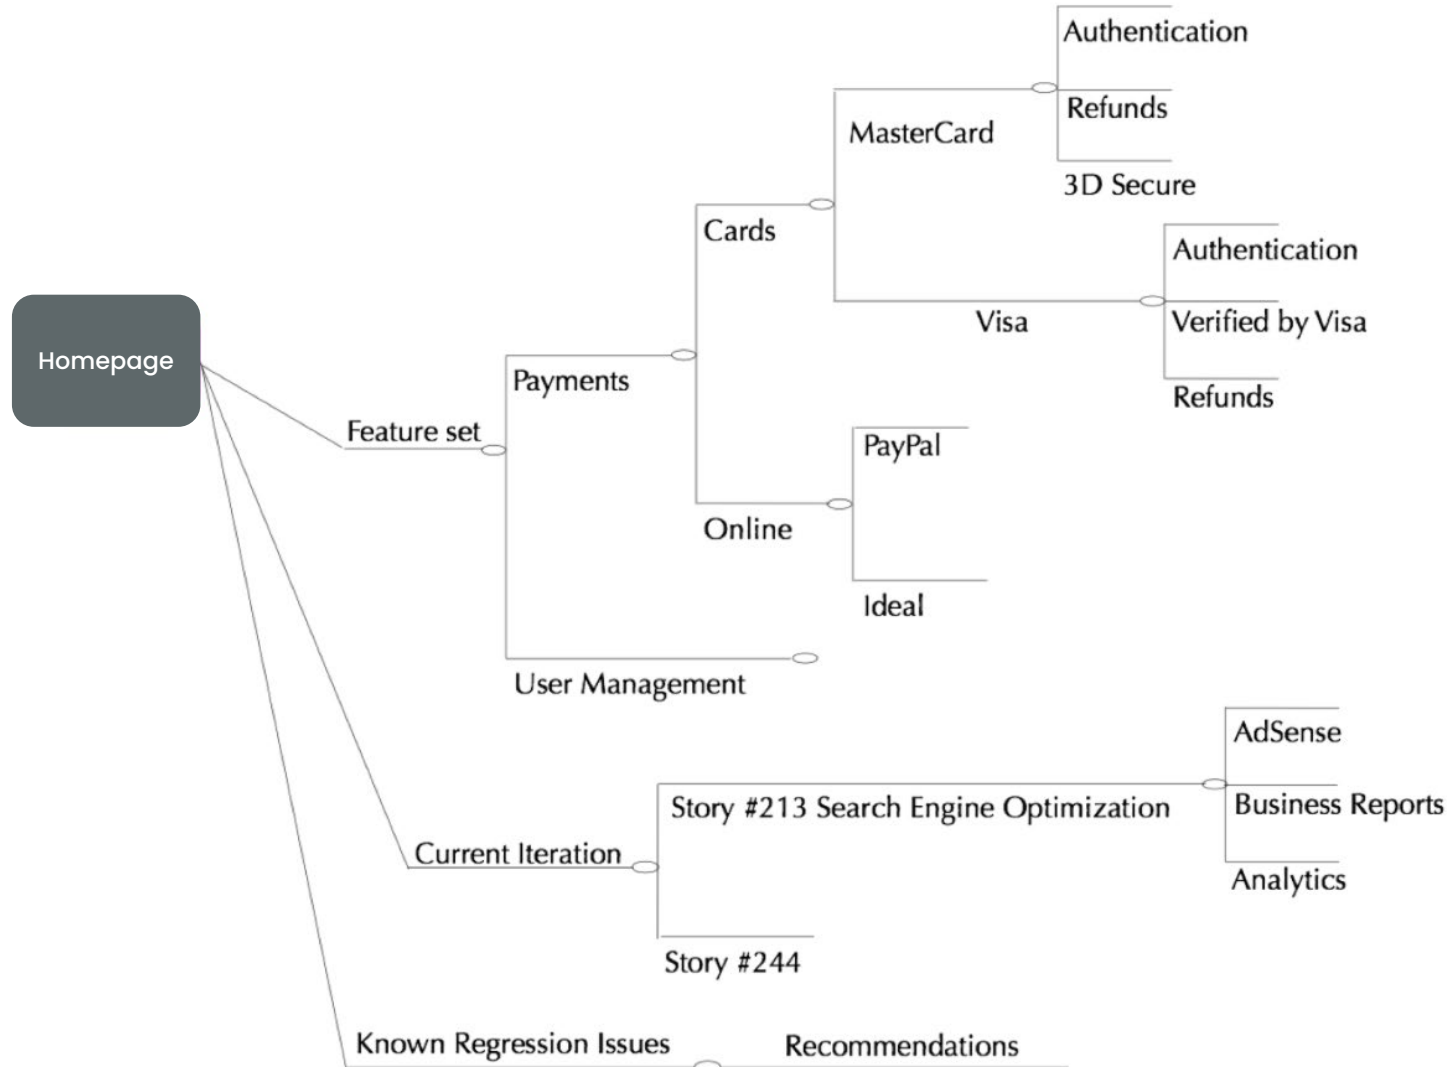 Authentication
Refunds
MasterCard
3D Secure
Cards
Authentication
Visa
Verified by Visa
Homepage
Payments
Refunds
Feature set
PayPal
Online
Ideal
User Management
AdSense
Story #213 Search Engine Optimization
Business Reports
Current Iteration
Analytics
Story #244
Known Regression Issues
Recommendations